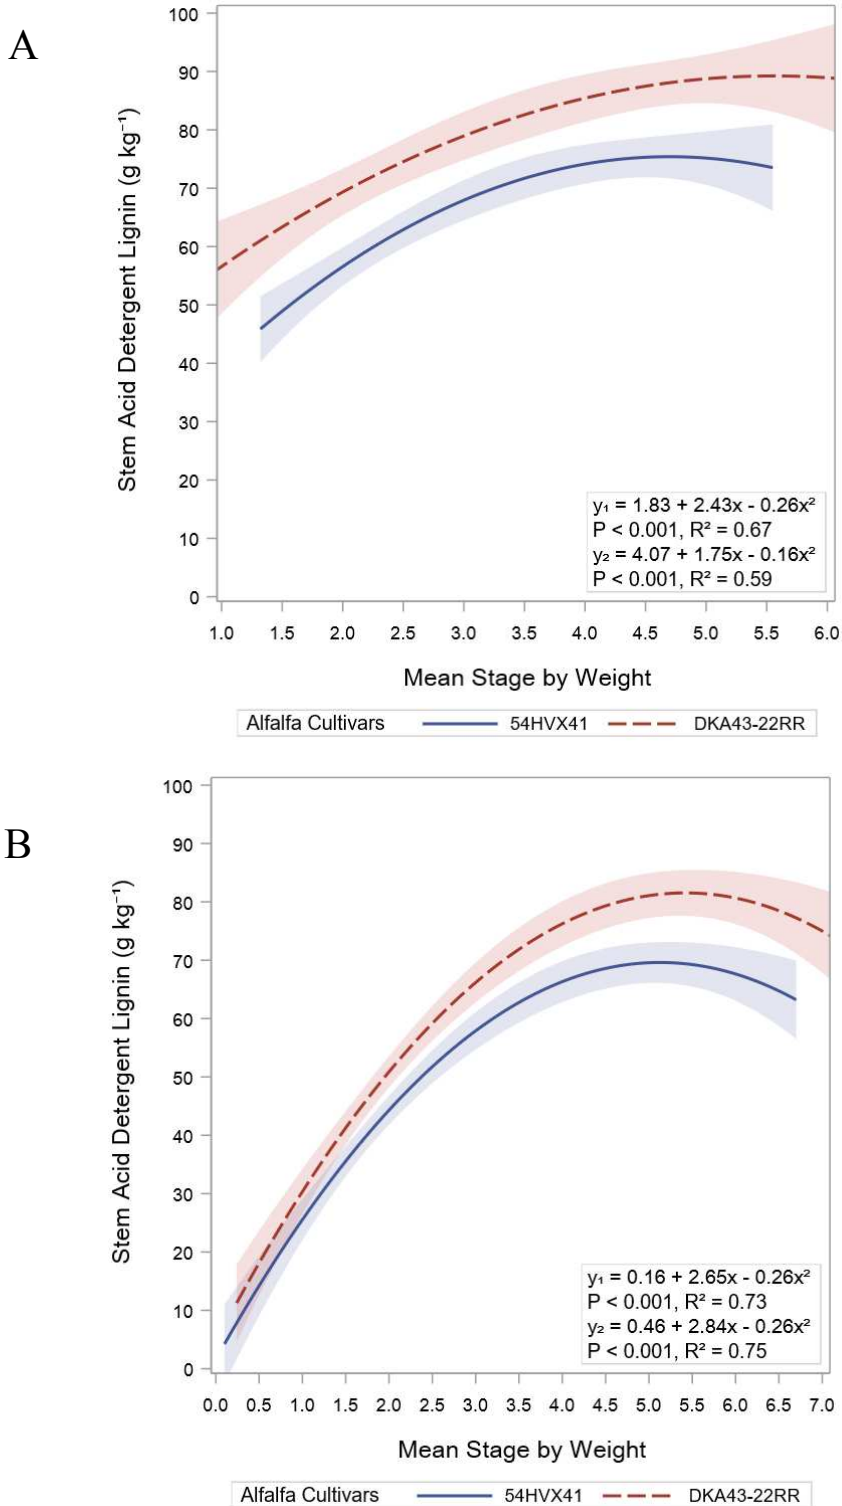 A
Stem Acid Detergent Lignin (g kg⁻¹)
100
90
80
70
60
50
40
30
20
10
0
y₁ = 1.83 + 2.43x - 0.26x²
P < 0.001, R² = 0.67
y₂ = 4.07 + 1.75x - 0.16x²
P < 0.001, R² = 0.59
1.0 1.5 2.0 2.5 3.0 3.5 4.0 4.5 5.0 5.5 6.0
Mean Stage by Weight
Alfalfa Cultivars 54HVX41 DKA43-22RR
B
Stem Acid Detergent Lignin (g kg⁻¹)
100
90
80
70
60
50
40
30
20
10
0
y₁ = 0.16 + 2.65x - 0.26x²
P < 0.001, R² = 0.73
y₂ = 0.46 + 2.84x - 0.26x²
P < 0.001, R² = 0.75
0.0 0.5 1.0 1.5 2.0 2.5 3.0 3.5 4.0 4.5 5.0 5.5 6.0 6.5 7.0
Mean Stage by Weight
Alfalfa Cultivars 54HVX41 DKA43-22RR